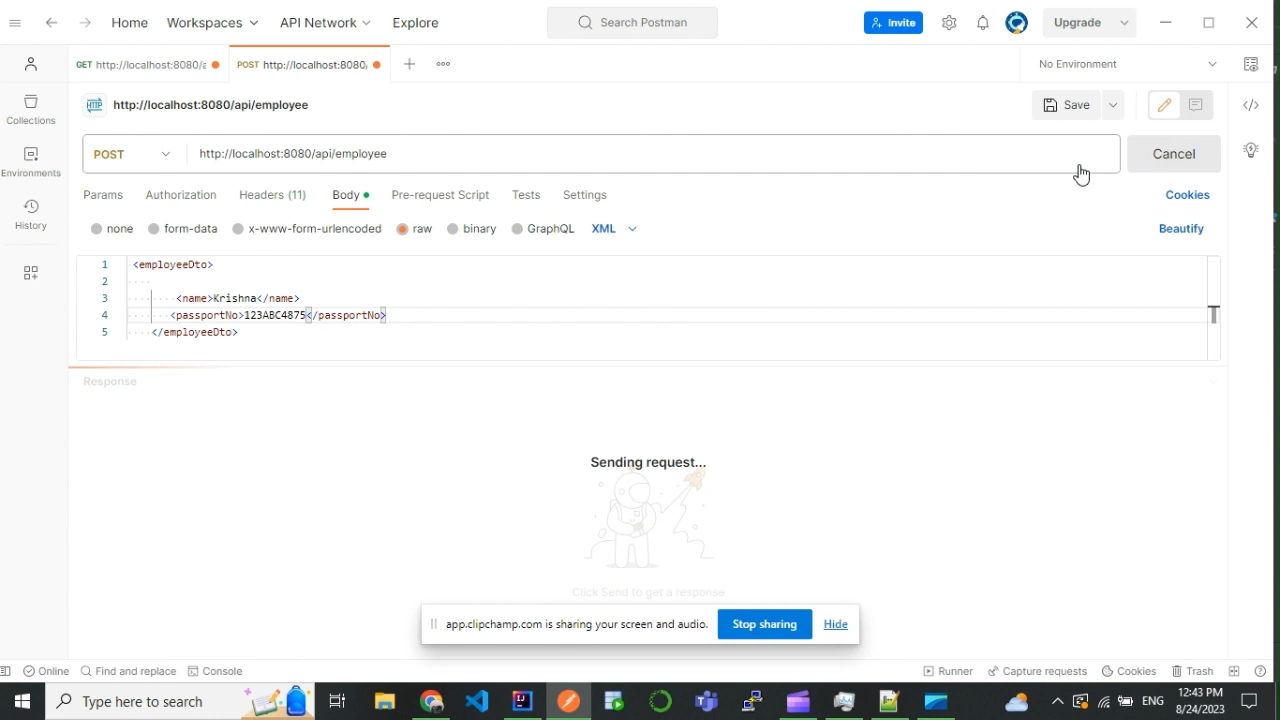 Home Workspaces API Network Explore Search Postman Invite Upgrade
GET http://localhost:8080/a POST http://localhost:8080, No Environment
HTTP http://localhost:8080/api/employee Save
Collections
POST http://localhost:8080/api/employee Cancel
Environments
Params Authorization Headers (11) Body Pre-request Script Tests Settings Cookies
History
none form-data x-www-form-urlencoded raw binary GraphQL XML Beautify
1 <employeeDto>
2
3 <name>Krishna</name>
4 <passportNo>123ABC4875</passportNo>
5 </employeeDto>
Response
Sending request...
Click Send to get a response
app.clipchamp.com is sharing your screen and audio. Stop sharing Hide
Online Find and replace Console Runner Capture requests Cookies Trash
Type here to search ENG 12:43 PM
8/24/2023